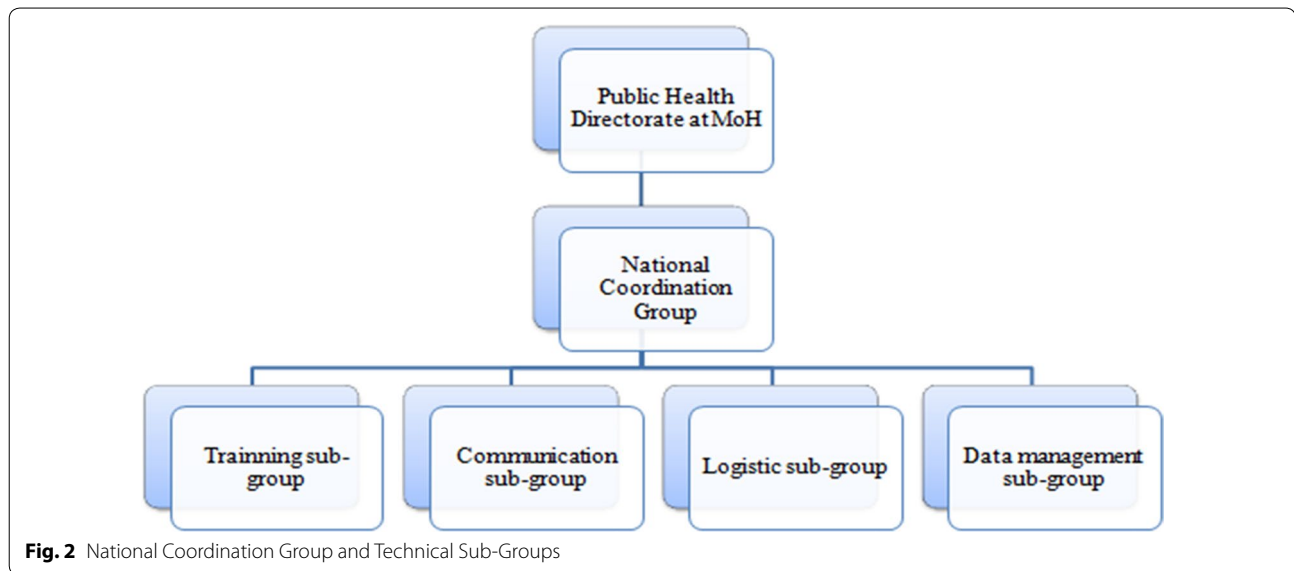 Public Health
Directorate at MoH
National
Coordination
Group
Trainning sub-
group
Communication
sub-group
Logistic sub-group
Data management
sub-group
Fig. 2 National Coordination Group and Technical Sub-Groups